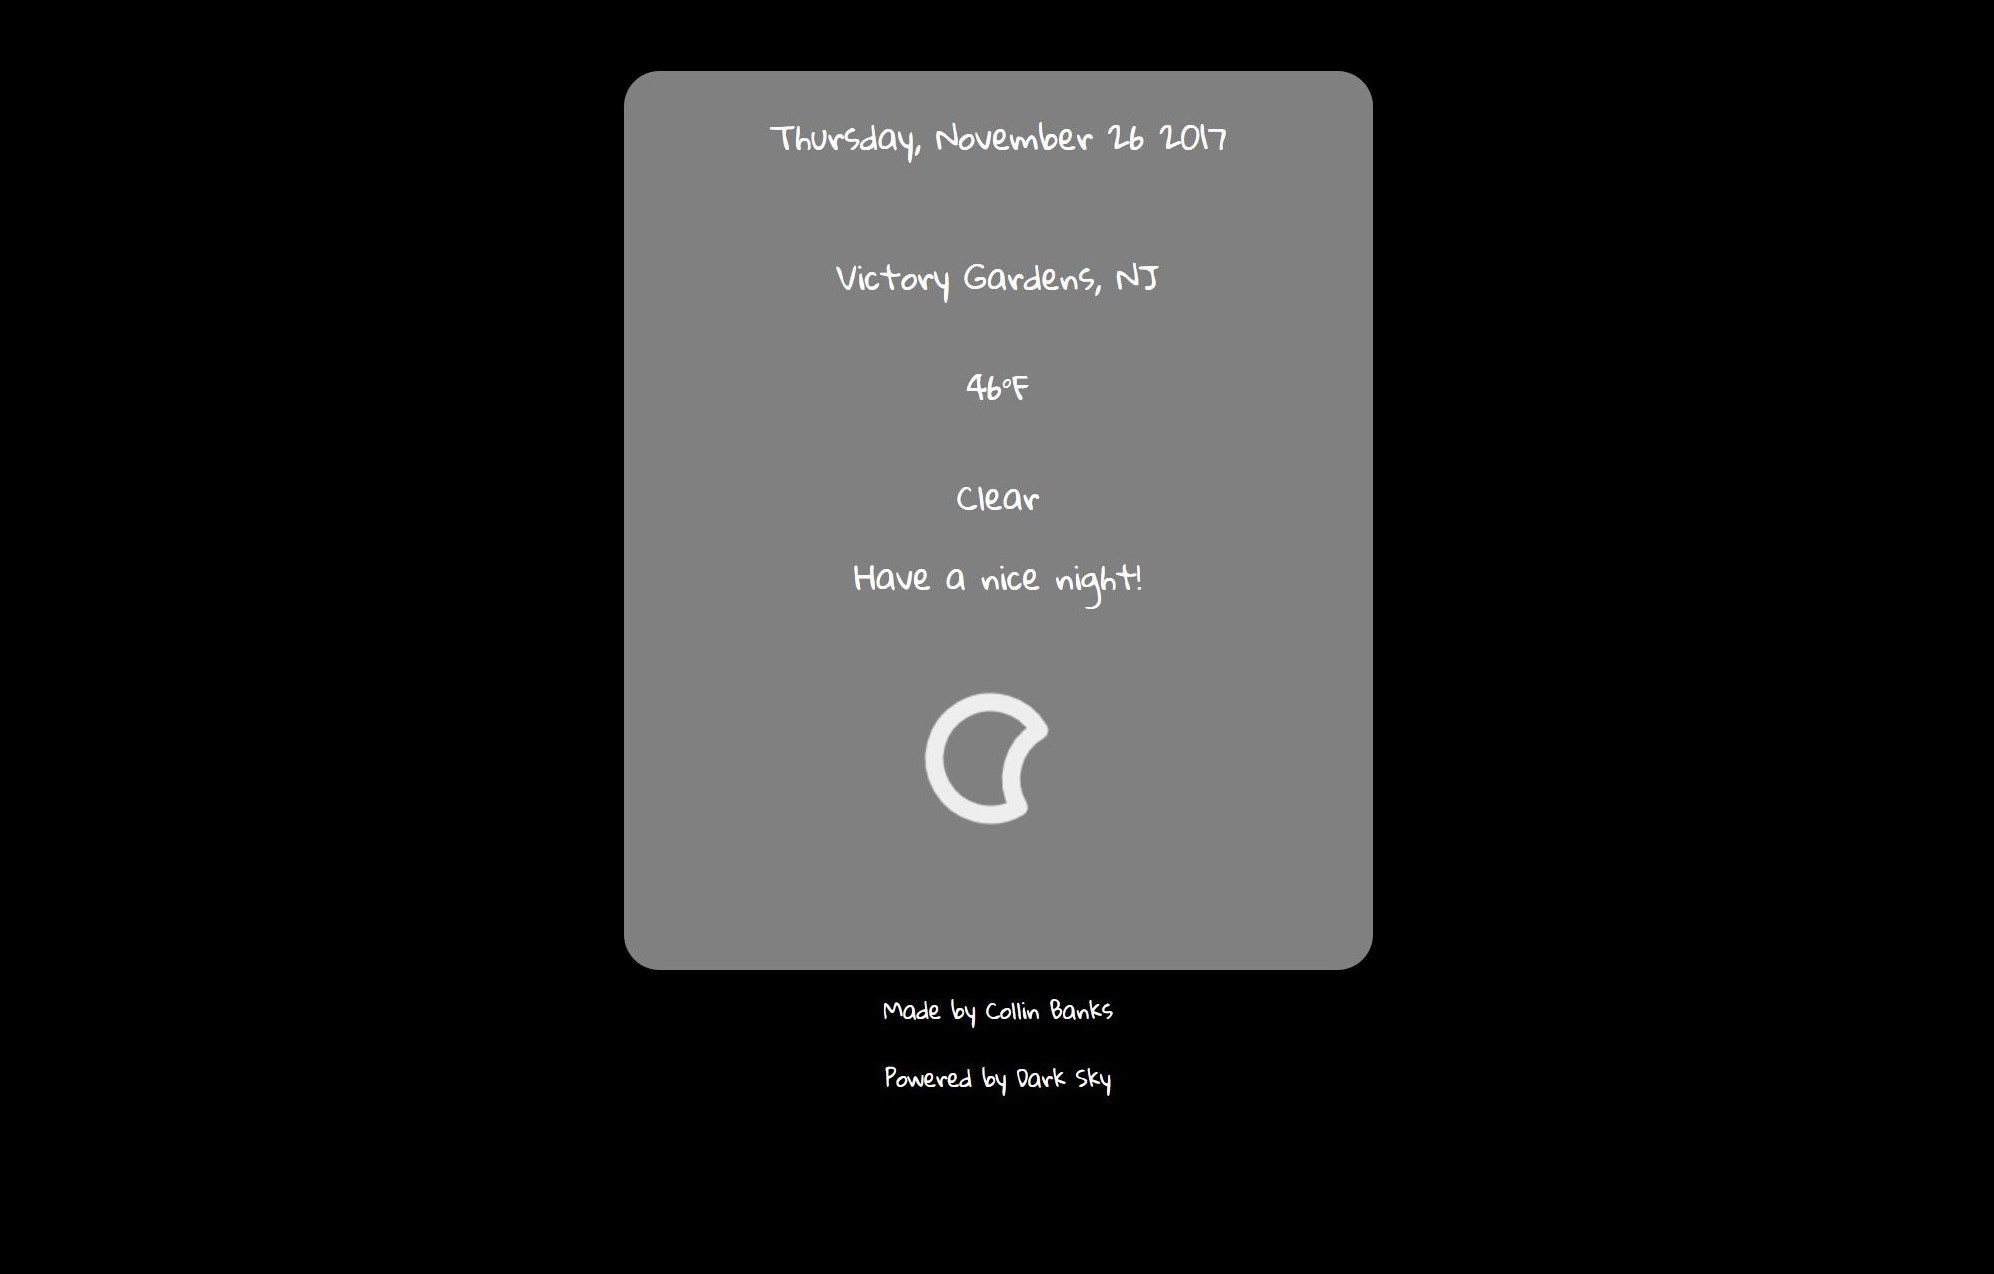 Thursday, November 26 2017
Victory Gardens, NJ
46°F
Clear
Have a nice night!
Made by Collin Banks
Powered by Dark Sky